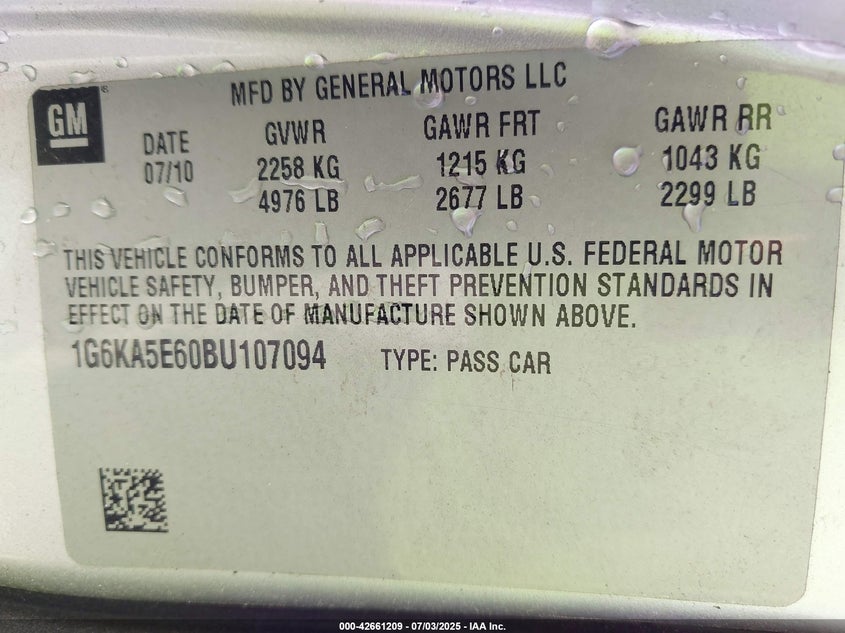 MFD BY GENERAL MOTORS LLC
GM ®
DATE GVWR GAWR FRT GAWR RR
07/10 2258 KG 1215 KG 1043 KG
4976 LB 2677 LB 2299 LB
THIS VEHICLE CONFORMS TO ALL APPLICABLE U.S. FEDERAL MOTOR
VEHICLE SAFETY, BUMPER, AND THEFT PREVENTION STANDARDS IN
EFFECT ON THE DATE OF MANUFACTURE SHOWN ABOVE.
1G6KA5E60BU107094 TYPE: PASS CAR
000-42661209 - 07/03/2025 - IAA Inc.